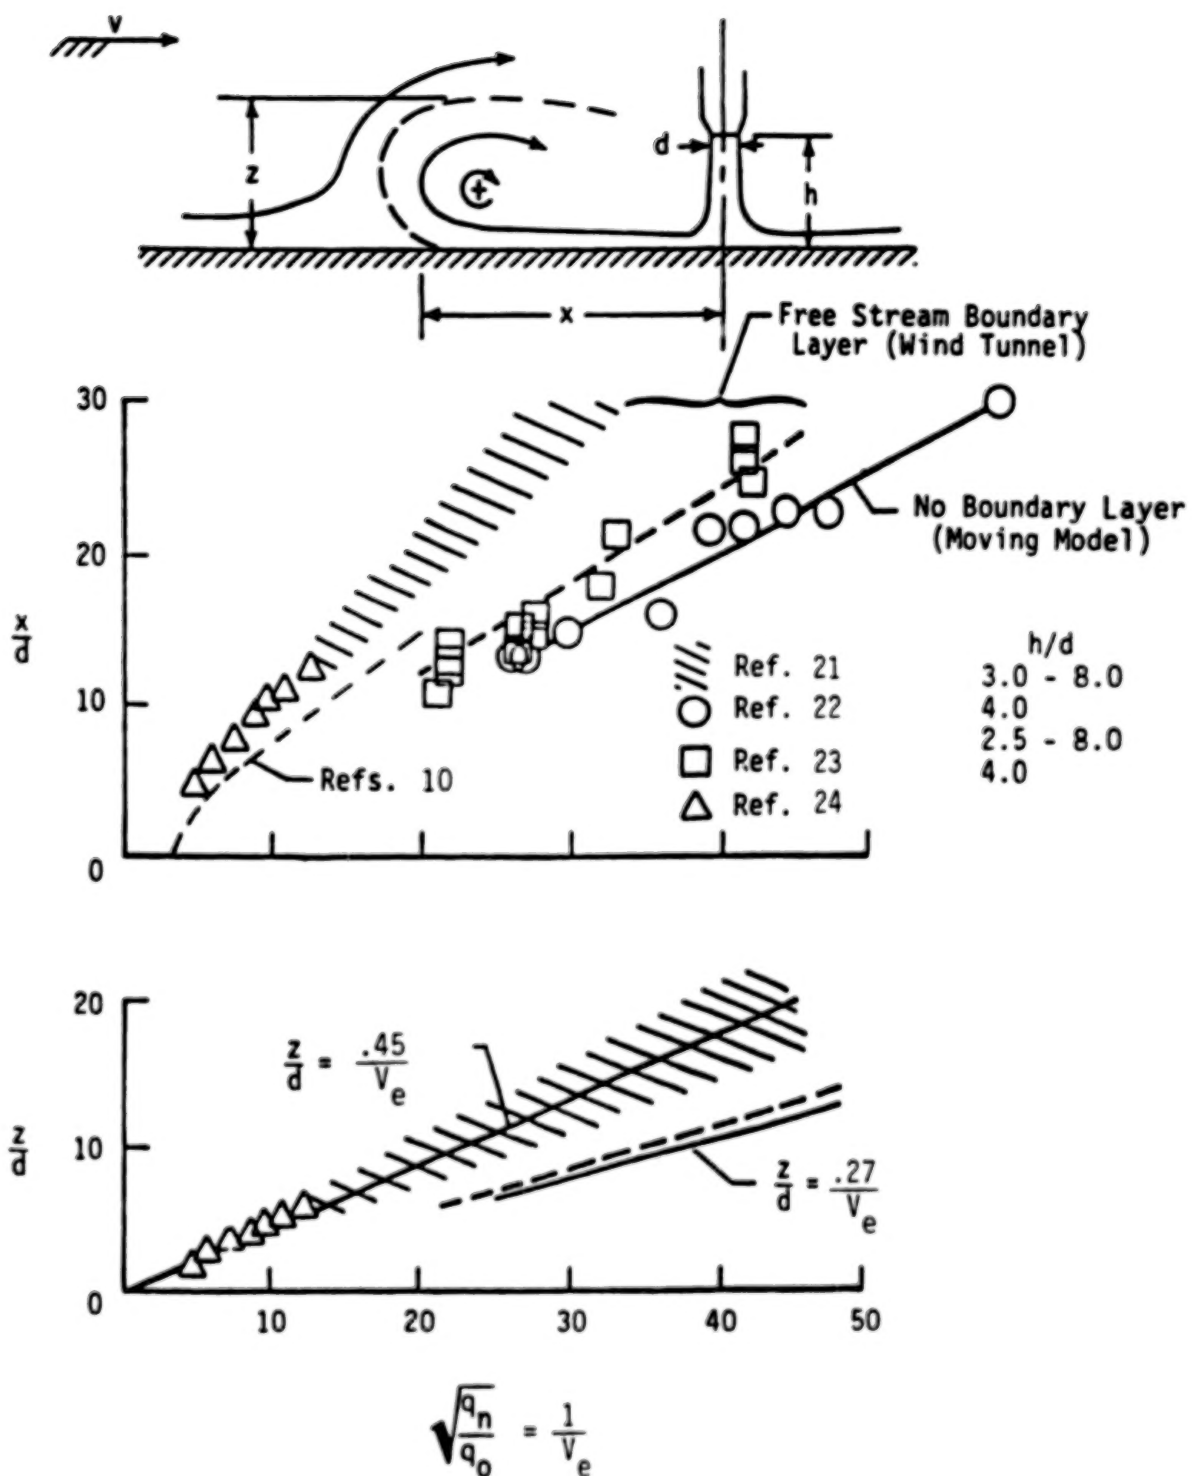 V
z
d
h
x
Free Stream Boundary
Layer (Wind Tunnel)
30
20
10
0
x/d
No Boundary Layer
(Moving Model)
h/d
Ref. 21 3.0 - 8.0
Ref. 22 4.0
Ref. 23 2.5 - 8.0
Ref. 24 4.0
Refs. 10
20
10
0
z/d
z/d = .45/Ve
z/d = .27/Ve
10 20 30 40 50
√qn/qo = 1/Ve